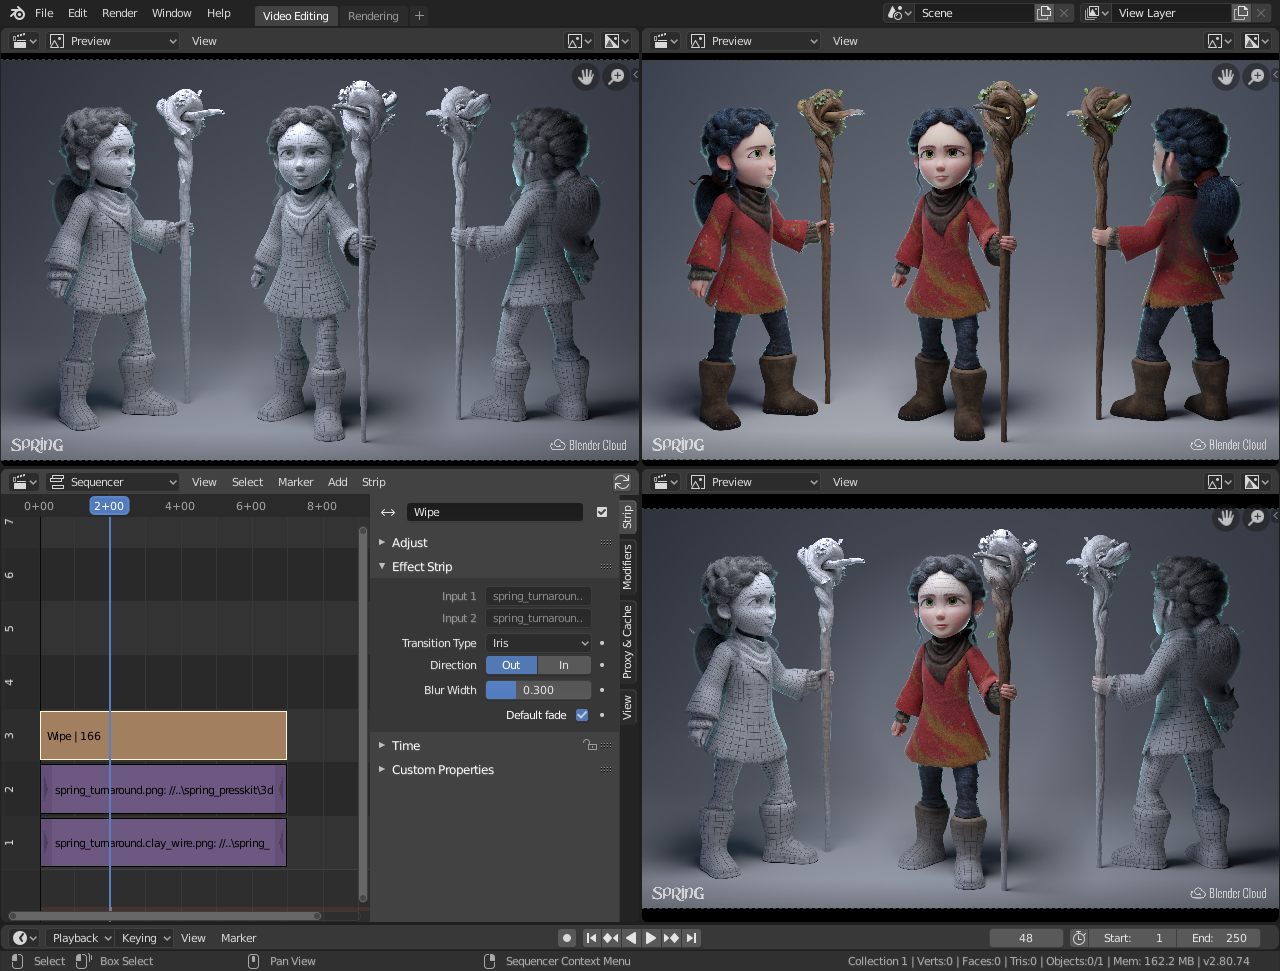 File Edit Render Window Help Video Editing Rendering + Scene View Layer
Preview View
Preview View
SPRING Blender Cloud
SPRING Blender Cloud
Sequencer View Select Marker Add Strip
0+00 2+00 4+00 6+00 8+00
7
6
5
4
3
2
1
Wipe | 166
spring_turnaround.png: //..\spring_presskit\3d
spring_turnaround.clay_wire.png: //..\spring_
Wipe
Adjust
Effect Strip
Input 1 spring_turnaroun..
Input 2 spring_turnaroun..
Transition Type Iris
Direction Out In
Blur Width 0.300
Default fade
Time
Custom Properties
Strip
Modifiers
Proxy & Cache
View
Preview View
SPRING Blender Cloud
Playback Keying View Marker 48 Start: 1 End: 250
Select Box Select Pan View Sequencer Context Menu Collection 1 | Verts:0 | Faces:0 | Tris:0 | Objects:0/1 | Mem: 162.2 MB | v2.80.74